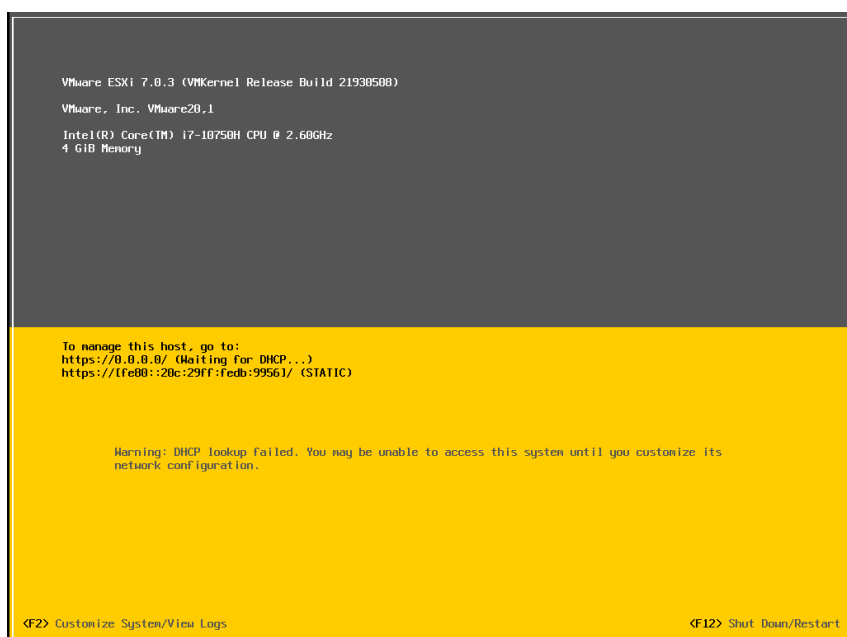 VMware ESXi 7.0.3 (VMKernel Release Build 21930508)
VMware, Inc. VMware20,1
Intel(R) Core(TM) i7-10750H CPU @ 2.60GHz
4 GiB Memory
To manage this host, go to:
https://0.0.0.0/ (Waiting for DHCP...)
https://[fe80::20c:29ff:fedb:9956]/ (STATIC)
Warning: DHCP lookup failed. You may be unable to access this system until you customize its
network configuration.
<F2> Customize System/View Logs
<F12> Shut Down/Restart